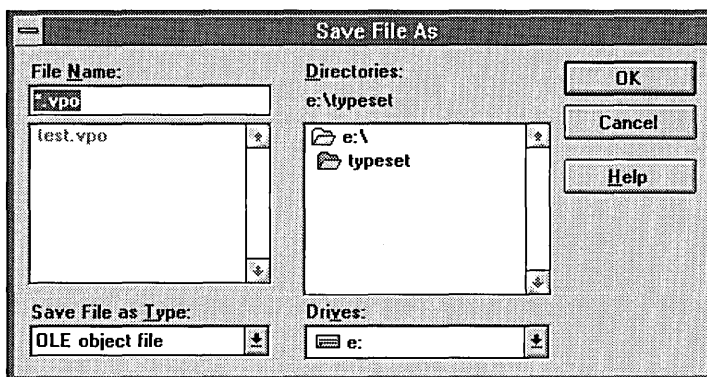 Save File As
File Name:
*.vpo
test.vpo
Save File as Type:
OLE object file
Directories:
e:\typeset
e:\
typeset
Drives:
e:
OK
Cancel
Help